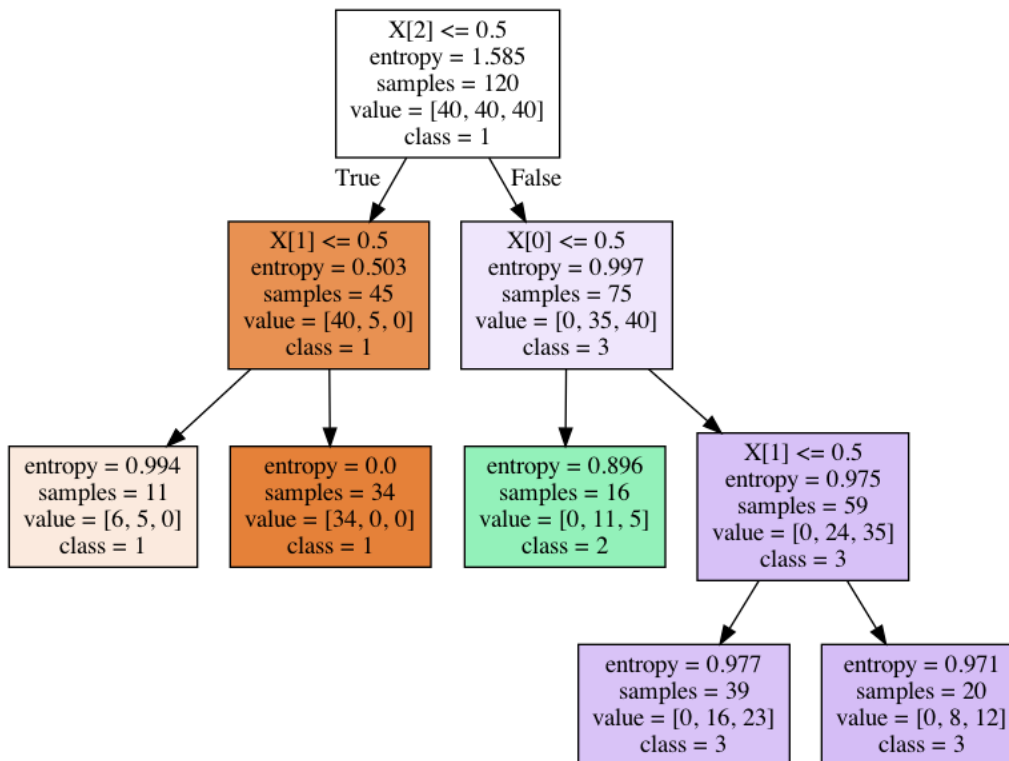 X[2] <= 0.5
entropy = 1.585
samples = 120
value = [40, 40, 40]
class = 1
True
False
X[1] <= 0.5
entropy = 0.503
samples = 45
value = [40, 5, 0]
class = 1
X[0] <= 0.5
entropy = 0.997
samples = 75
value = [0, 35, 40]
class = 3
entropy = 0.994
samples = 11
value = [6, 5, 0]
class = 1
entropy = 0.0
samples = 34
value = [34, 0, 0]
class = 1
entropy = 0.896
samples = 16
value = [0, 11, 5]
class = 2
X[1] <= 0.5
entropy = 0.975
samples = 59
value = [0, 24, 35]
class = 3
entropy = 0.977
samples = 39
value = [0, 16, 23]
class = 3
entropy = 0.971
samples = 20
value = [0, 8, 12]
class = 3